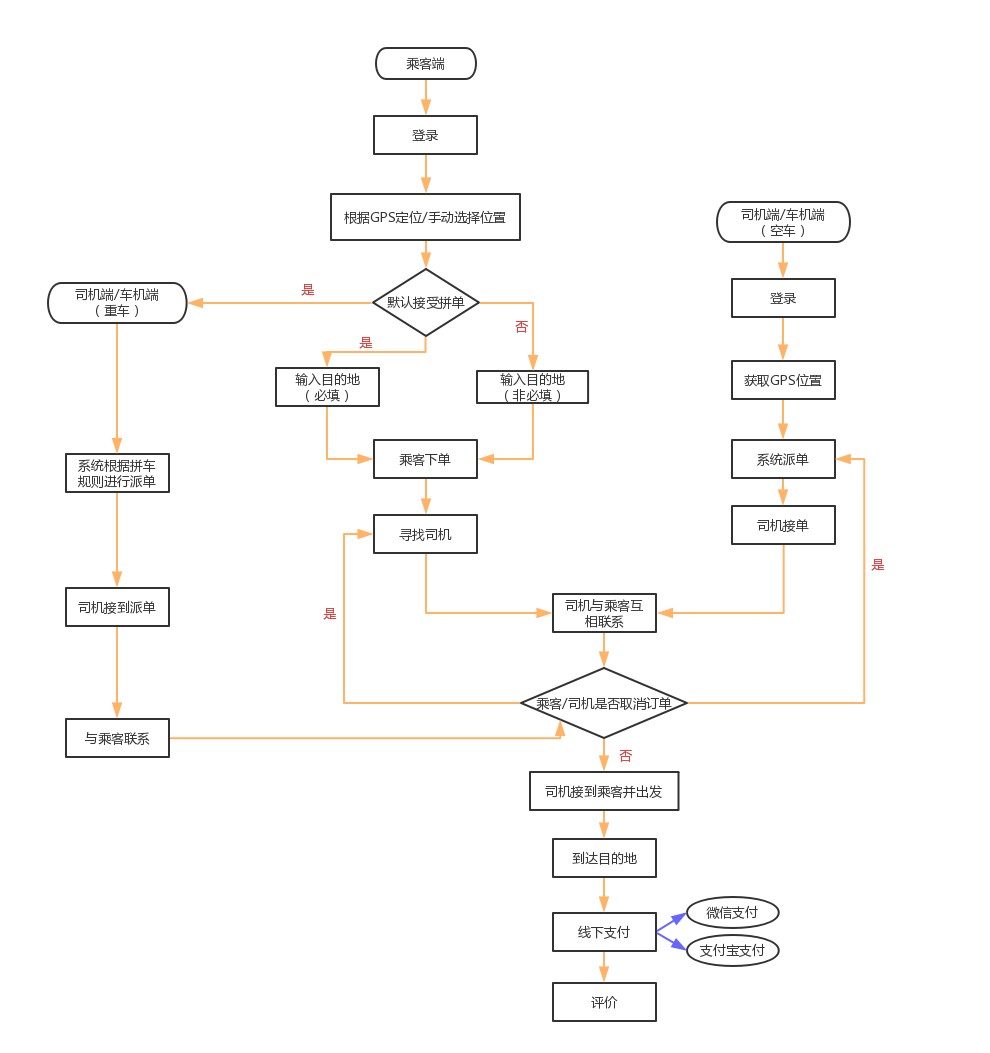 乘客端
登录
根据GPS定位/手动选择位置
司机端/车机端
（空车）
登录
司机端/车机端
（重车）
是
默认接受拼单
否
是
输入目的地
（必填）
输入目的地
（非必填）
获取GPS位置
乘客下单
系统派单
系统根据拼车
规则进行派单
寻找司机
司机接单
是
司机接到派单
是
司机与乘客互
相联系
乘客/司机是否取消订单
与乘客联系
否
司机接到乘客并出发
到达目的地
线下支付
微信支付
支付宝支付
评价